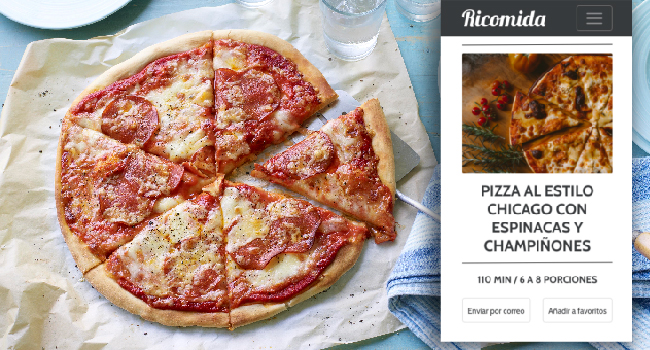 Ricomida
PIZZA AL ESTILO
CHICAGO CON
ESPINACAS Y
CHAMPIÑONES
110 MIN / 6 A 8 PORCIONES
Enviar por correo
Añadir a favoritos